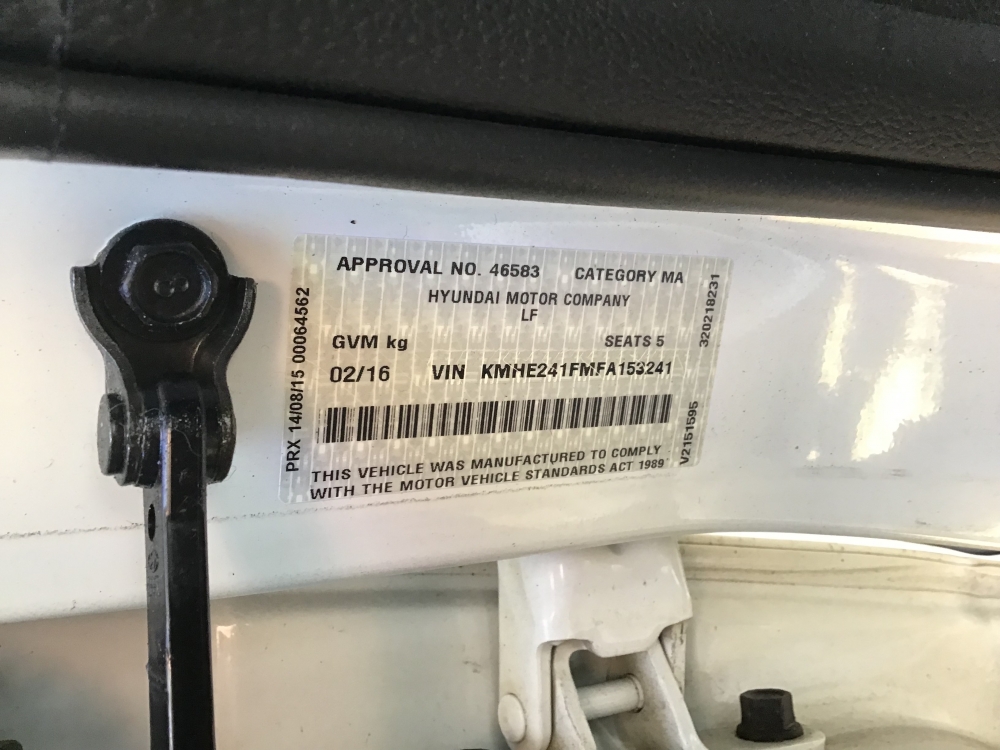 APPROVAL NO. 46583 CATEGORY MA
HYUNDAI MOTOR COMPANY
LF
GVM kg SEATS 5
02/16 VIN KMHE241FMFA153241
THIS VEHICLE WAS MANUFACTURED TO COMPLY
WITH THE MOTOR VEHICLE STANDARDS ACT 1989
PRX 14/08/15 00064562
320218231
V2151595